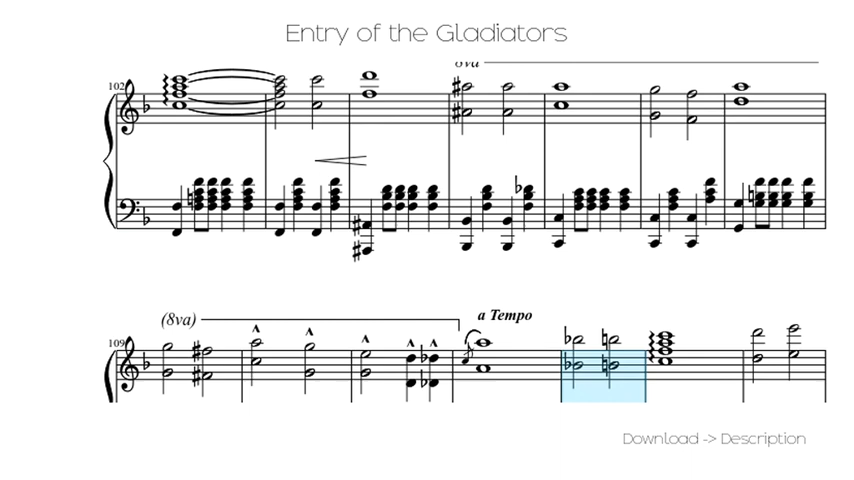 Entry of the Gladiators
102
8va
109
(8va)
a Tempo
Download -> Description